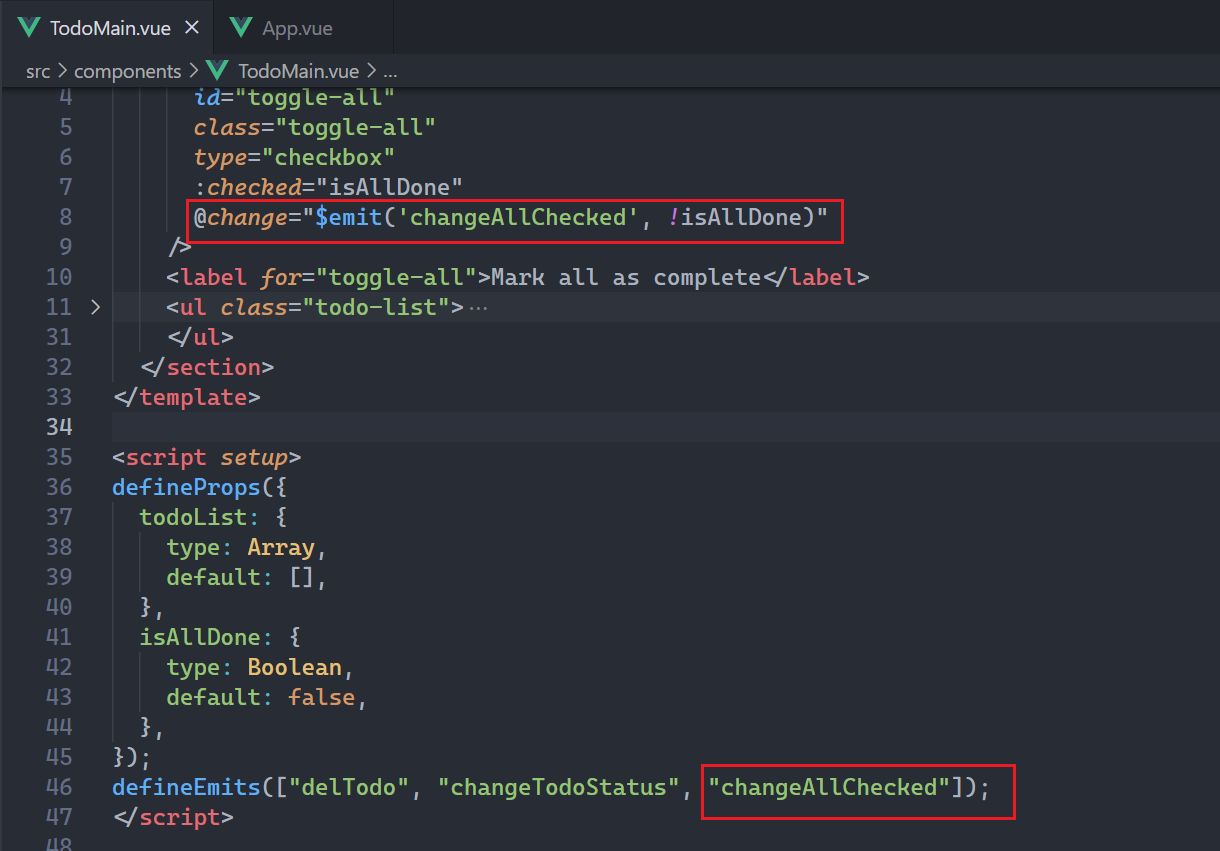 TodoMain.vue × App.vue
src > components > TodoMain.vue > ...
4 id="toggle-all"
5 class="toggle-all"
6 type="checkbox"
7 :checked="isAllDone"
8 @change="$emit('changeAllChecked', !isAllDone)"
9 />
10 <label for="toggle-all">Mark all as complete</label>
11 > <ul class="todo-list">···
31 </ul>
32 </section>
33 </template>
34
35 <script setup>
36 defineProps({
37 todoList: {
38 type: Array,
39 default: [],
40 },
41 isAllDone: {
42 type: Boolean,
43 default: false,
44 },
45 });
46 defineEmits(["delTodo", "changeTodoStatus", "changeAllChecked"]);
47 </script>
48